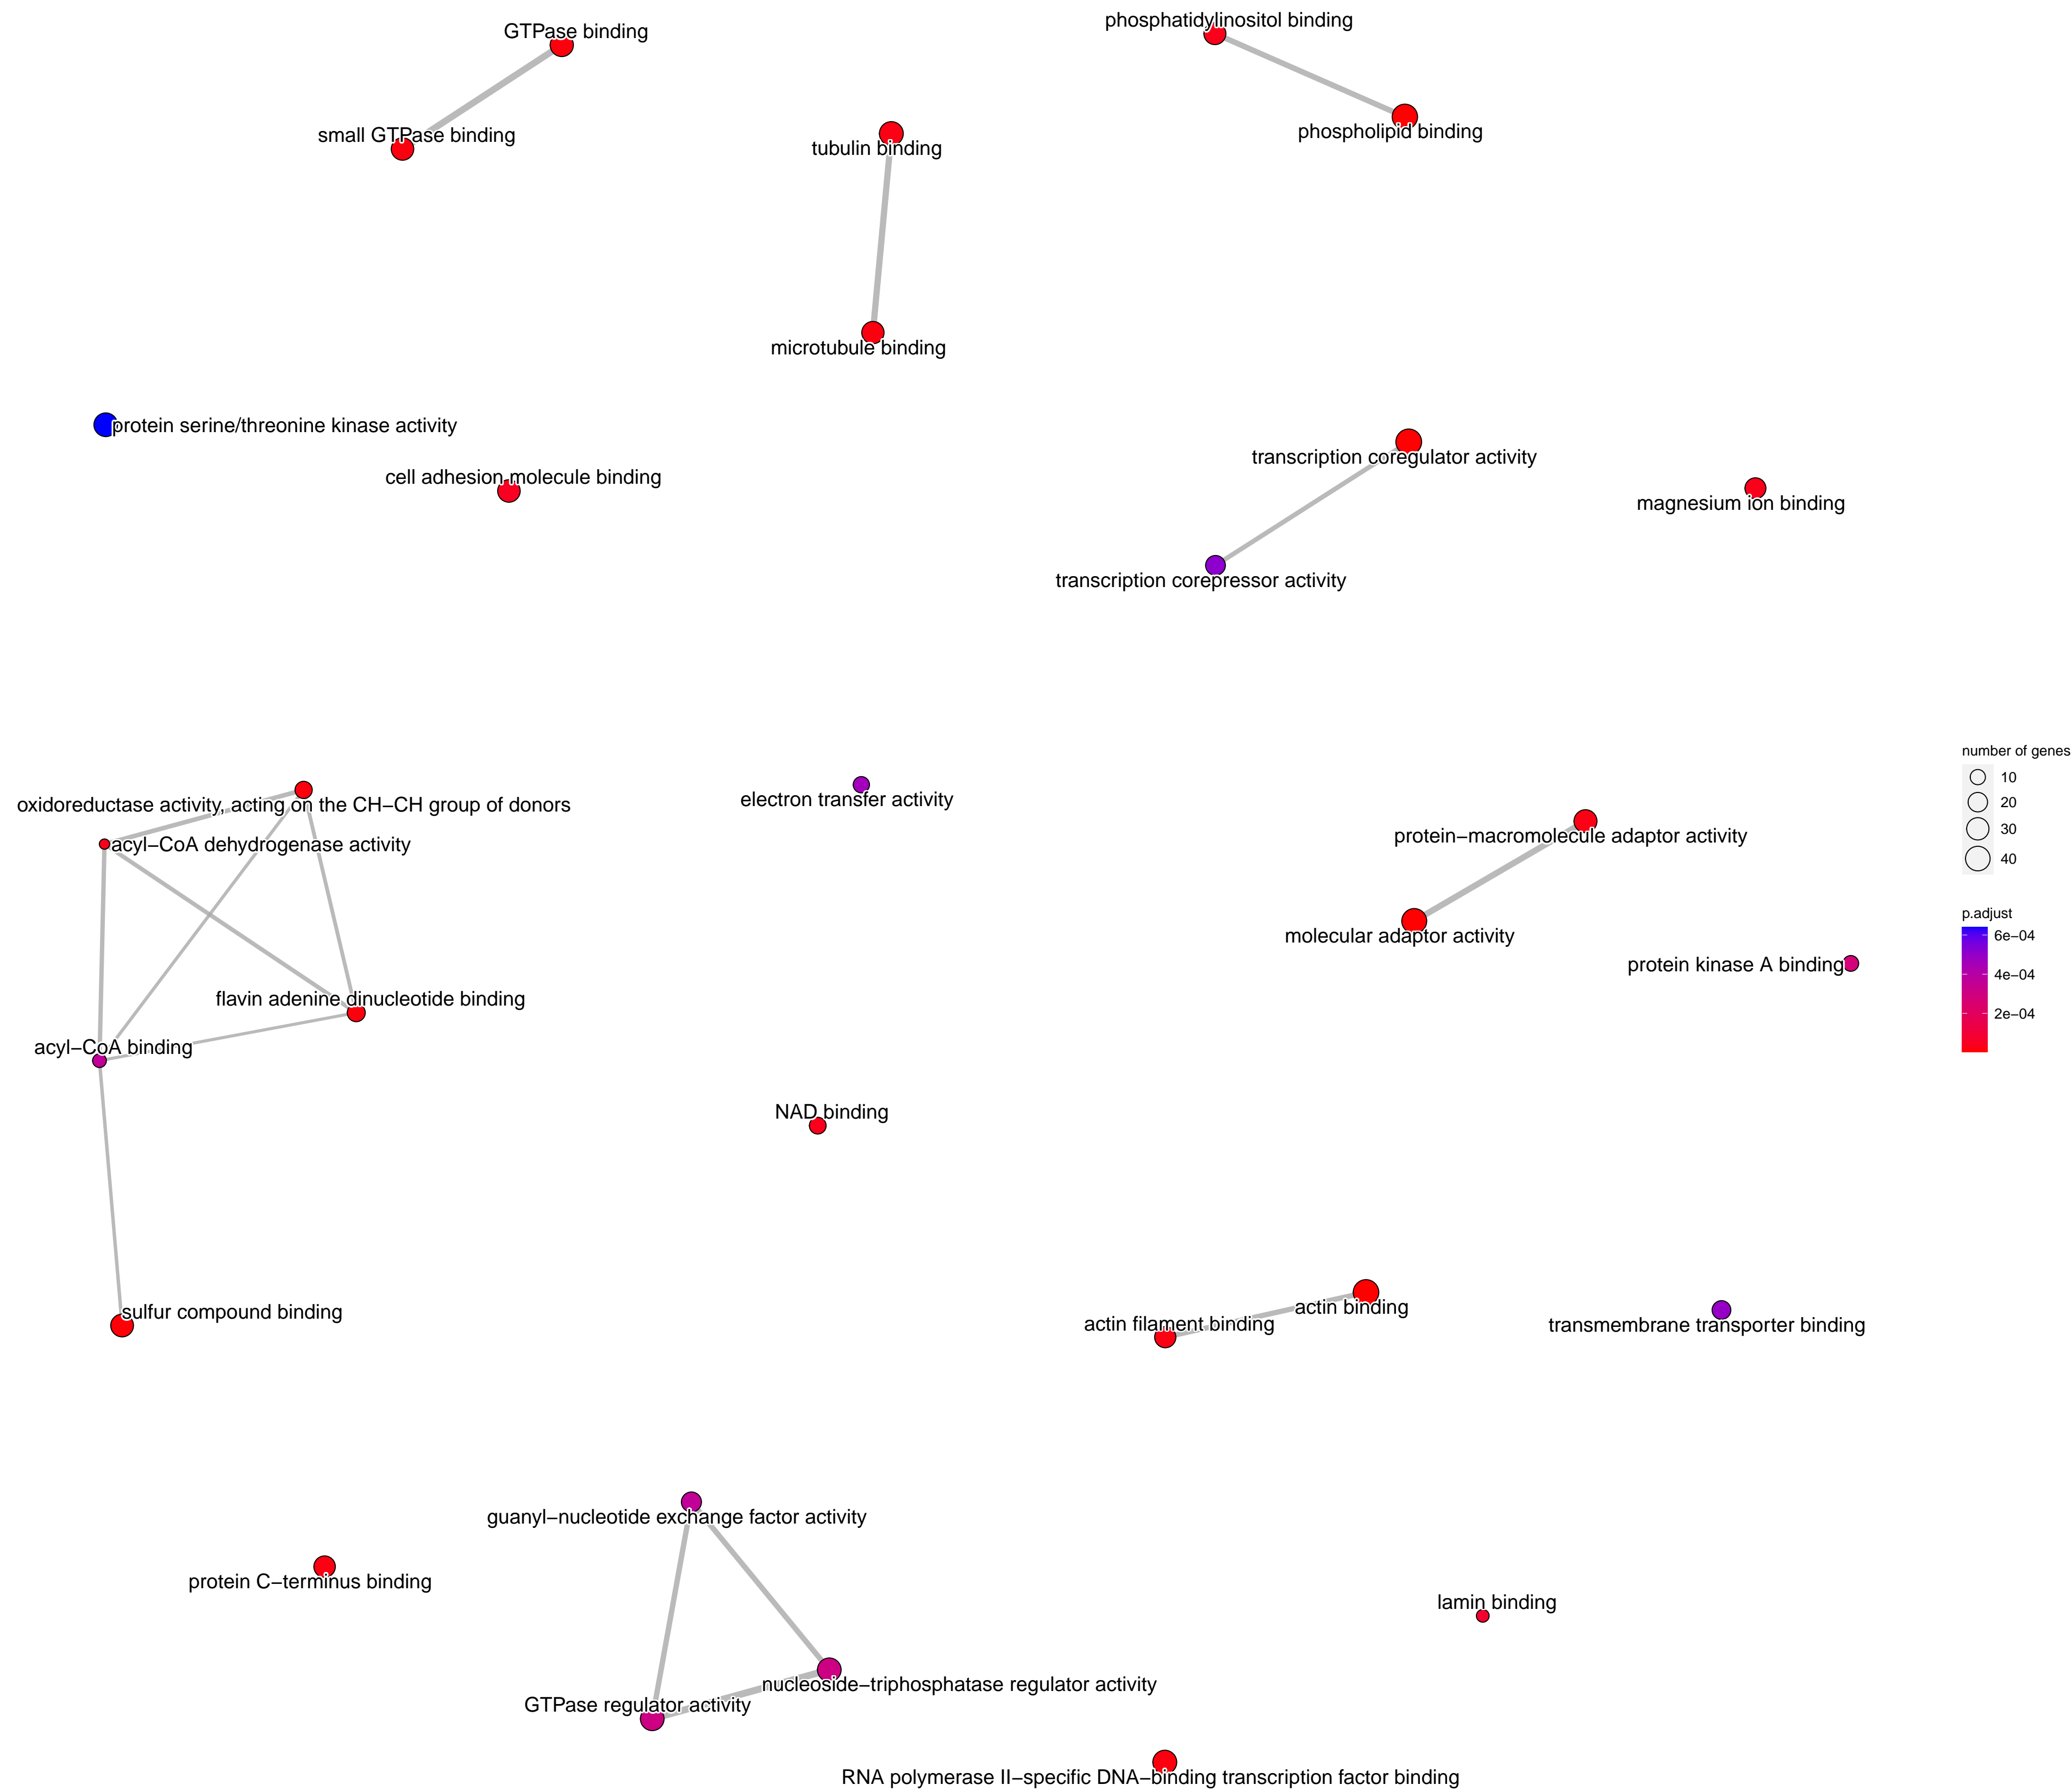 phosphatidylinositol binding
GTPase binding
phospholipid binding
small GTPase binding
tubulin binding
microtubule binding
protein serine/threonine kinase activity
transcription coregulator activity
cell adhesion molecule binding
magnesium ion binding
transcription corepressor activity
number of genes
10
20
30
40
electron transfer activity
oxidoreductase activity, acting on the CH−CH group of donors
protein−macromolecule adaptor activity
acyl−CoA dehydrogenase activity
p.adjust
6e−04
4e−04
2e−04
molecular adaptor activity
protein kinase A binding
flavin adenine dinucleotide binding
acyl−CoA binding
NAD binding
actin binding
sulfur compound binding
actin filament binding
transmembrane transporter binding
guanyl−nucleotide exchange factor activity
protein C−terminus binding
lamin binding
nucleoside−triphosphatase regulator activity
GTPase regulator activity
RNA polymerase II−specific DNA−binding transcription factor binding